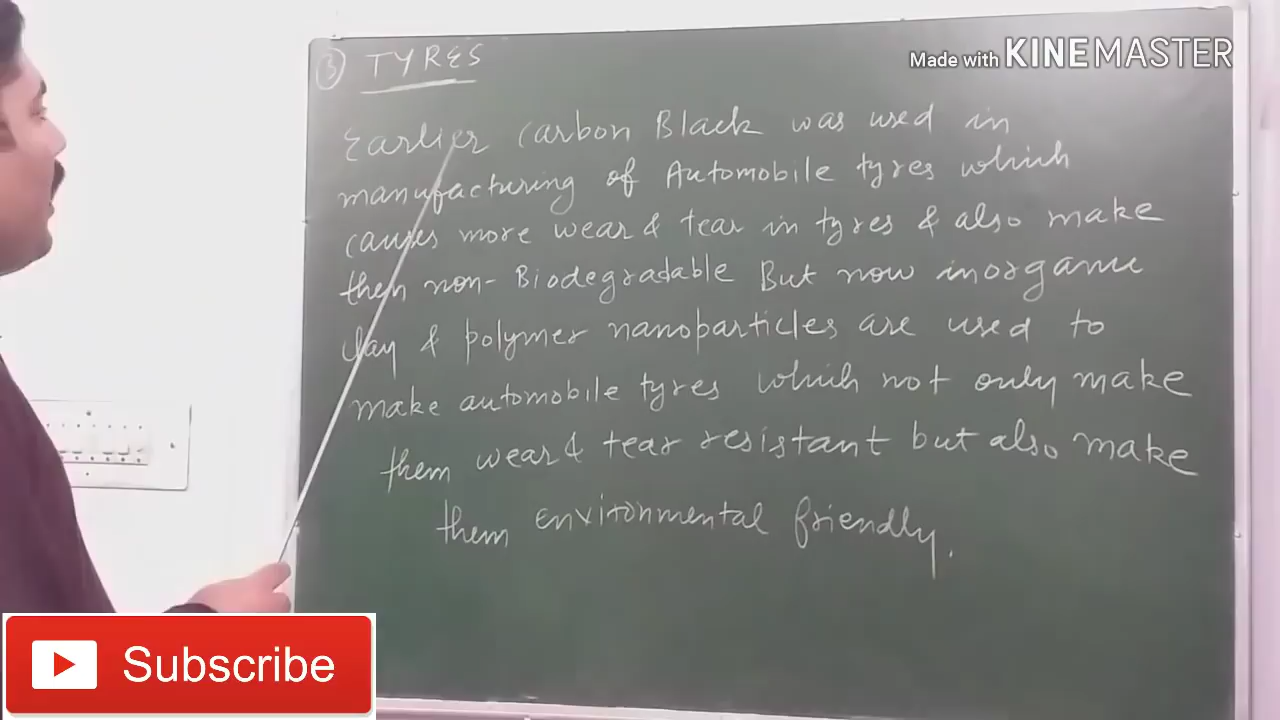 Made with KINEMASTER
③ TYRES
Earlier Carbon Black was used in
manufacturing of Automobile tyres which
causes more wear & tear in tyres & also make
them non-Biodegradable But now inorganic
clay & polymer nanoparticles are used to
make automobile tyres which not only make
them wear & tear resistant but also make
them environmental friendly.
Subscribe